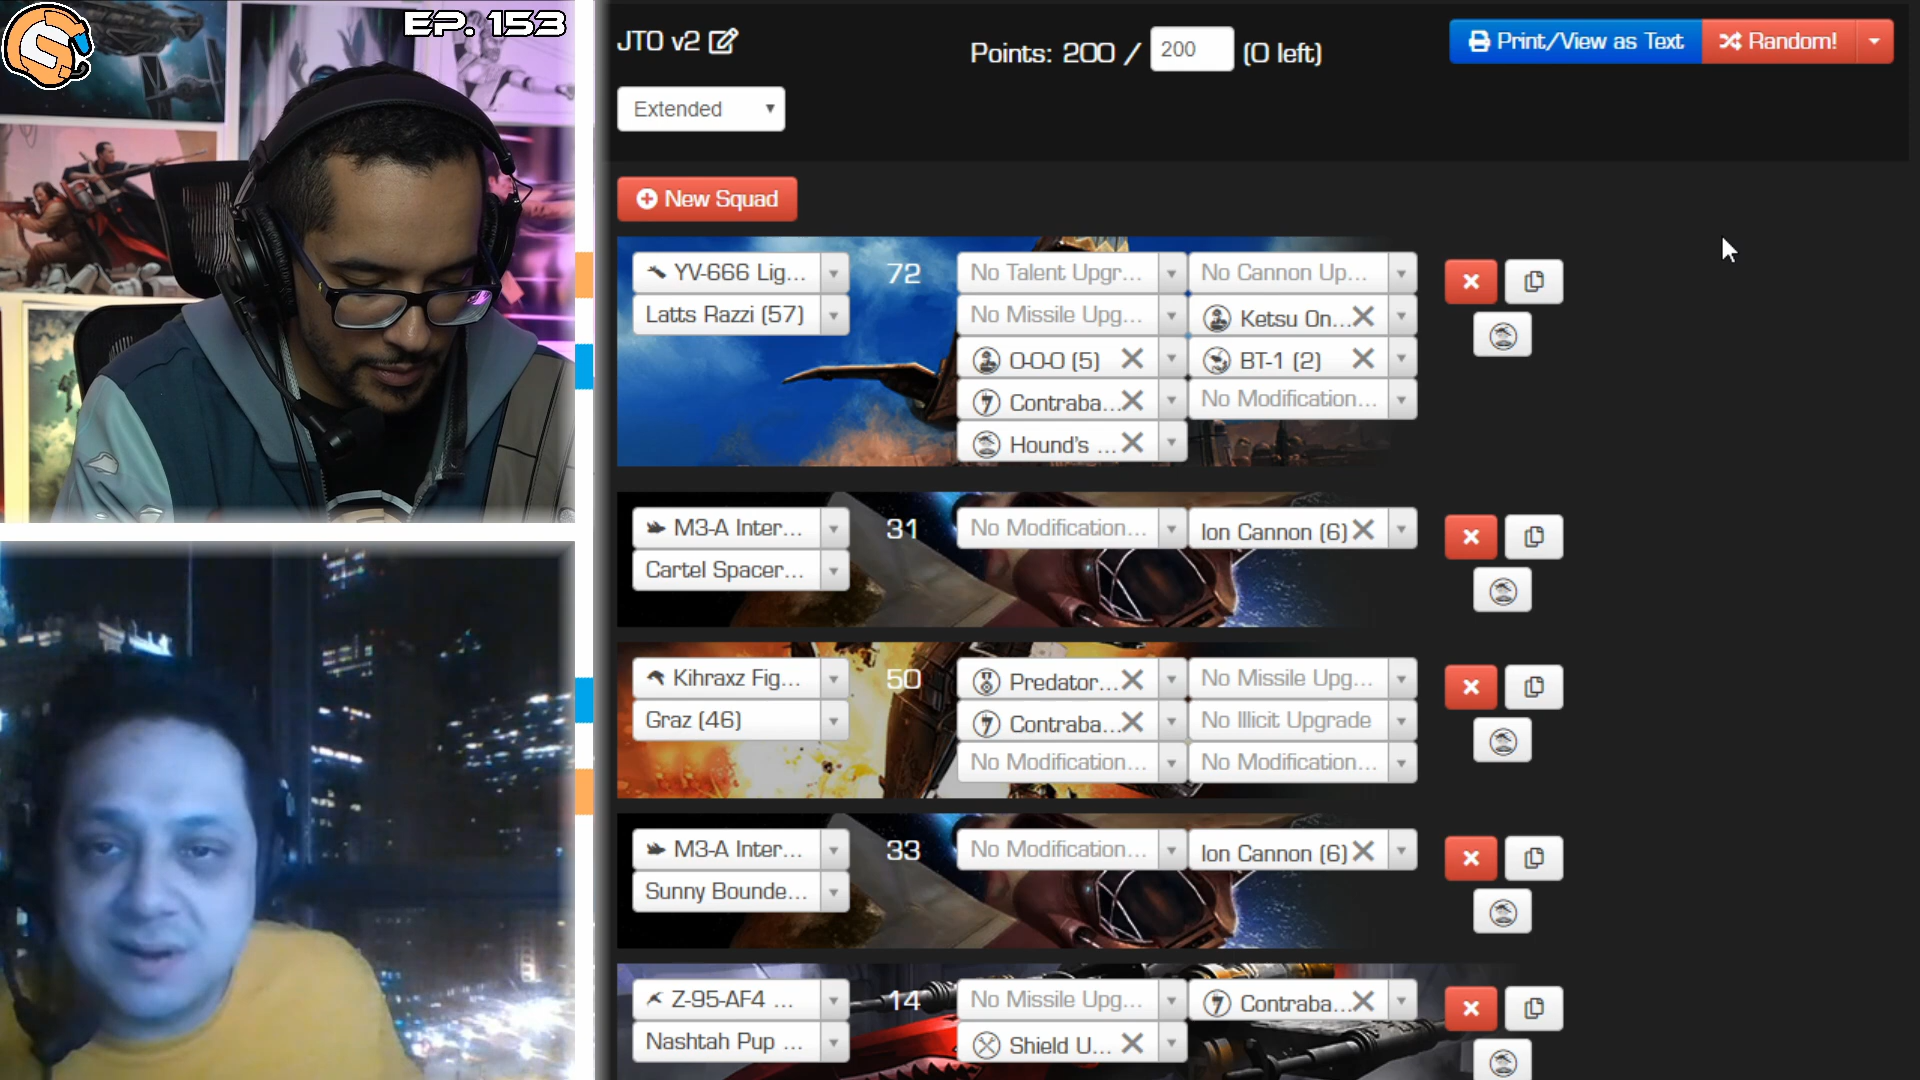 EP. 153
JTO v2
Points: 200 / 200 (0 left)
Print/View as Text
Random!
Extended
New Squad
YV-666 Lig...
72
No Talent Upgr...
No Cannon Up...
Latts Razzi (57)
No Missile Upg...
Ketsu On...
0-0-0 (5)
BT-1 (2)
Contraba...
No Modification...
Hound's ...
M3-A Inter...
31
No Modification...
Ion Cannon (6)
Cartel Spacer...
Kihraxz Fig...
50
Predator...
No Missile Upg...
Graz (46)
Contraba...
No Illicit Upgrade
No Modification...
No Modification...
M3-A Inter...
33
No Modification...
Ion Cannon (6)
Sunny Bounde...
Z-95-AF4 ...
14
No Missile Upg...
Contraba...
Nashtah Pup ...
Shield U...